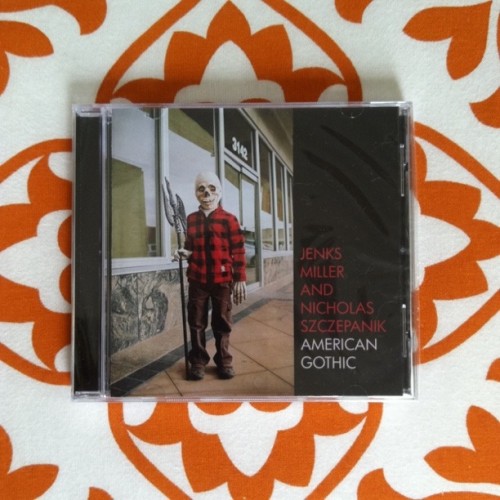 3142
JENKS
MILLER
AND
NICHOLAS
SZCZEPANIK
AMERICAN
GOTHIC